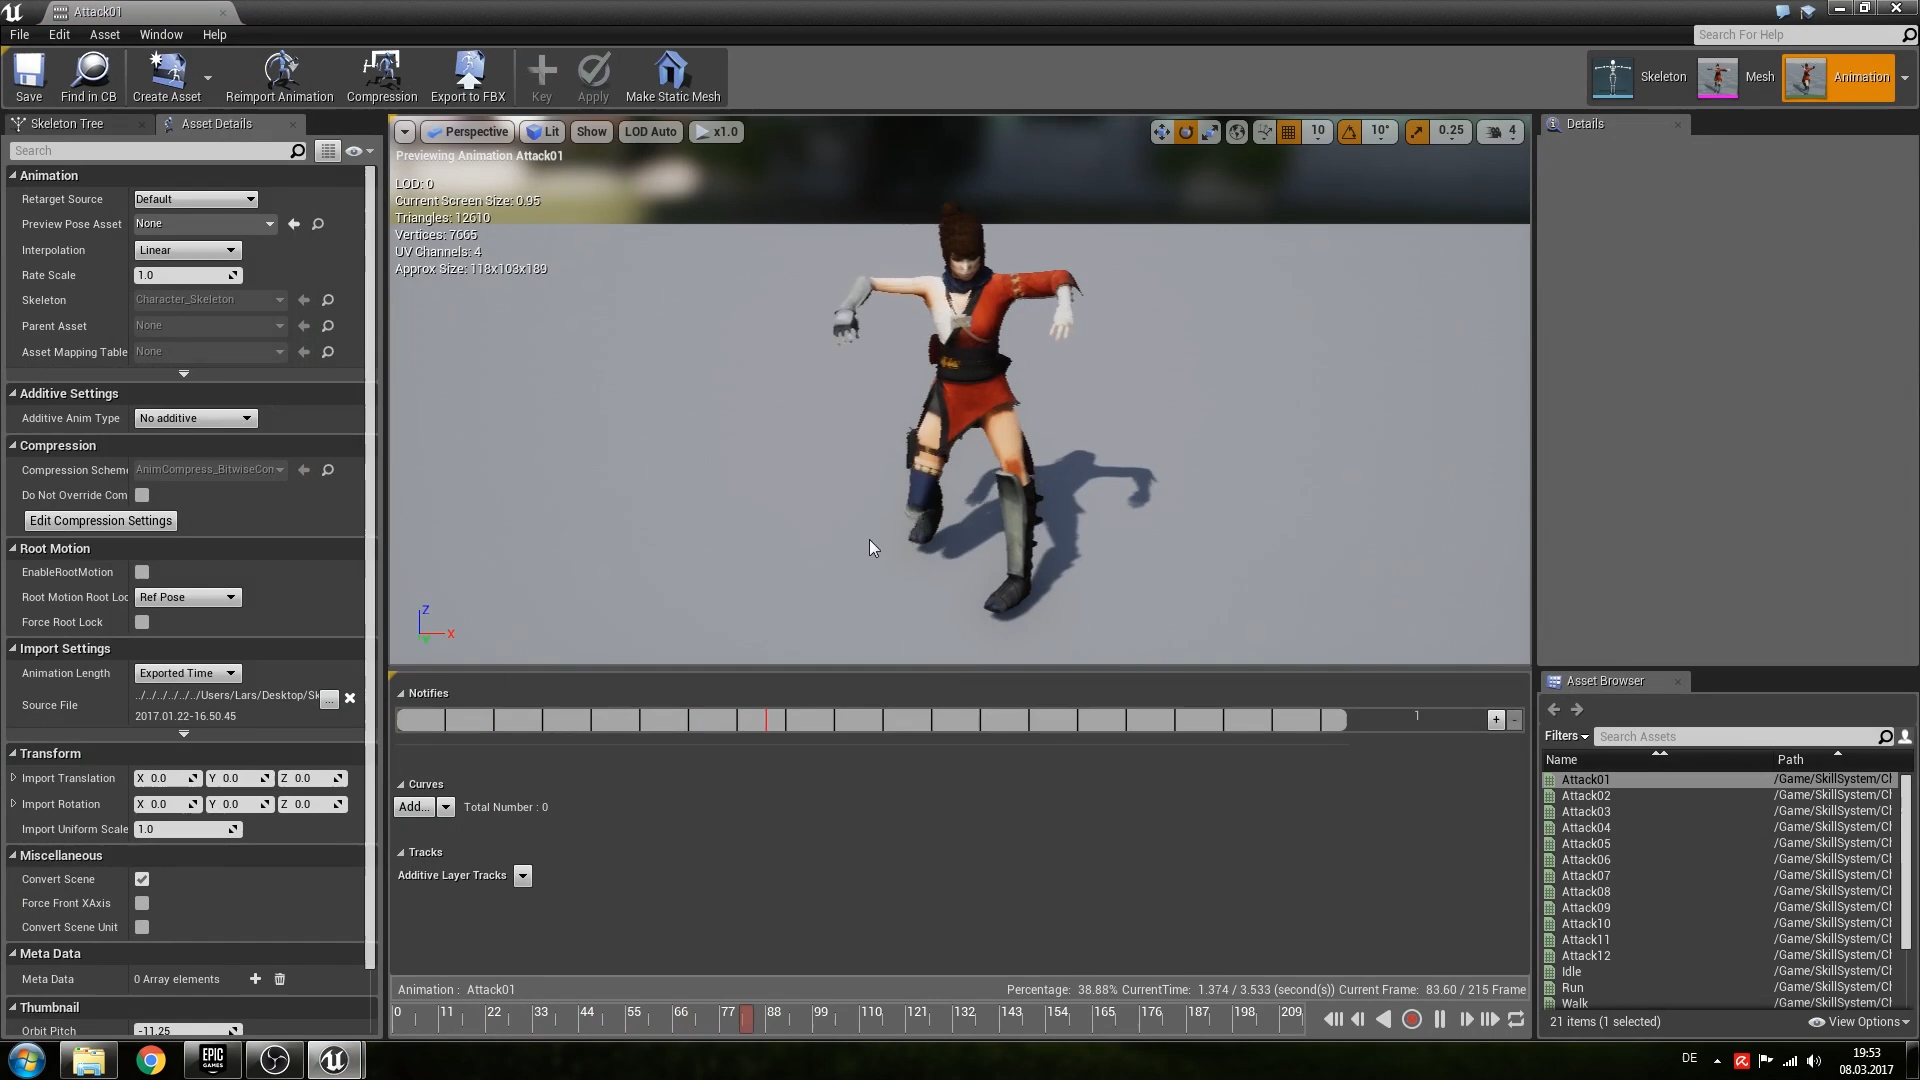 Attack01
File Edit Asset Window Help
Search For Help
Save Find in CB Create Asset Reimport Animation Compression Export to FBX Key Apply Make Static Mesh
Skeleton Mesh Animation
Skeleton Tree Asset Details
Search
Animation
Retarget Source Default
Preview Pose Asset None
Interpolation Linear
Rate Scale 1.0
Skeleton Character_Skeleton
Parent Asset None
Asset Mapping Table None
Additive Settings
Additive Anim Type No additive
Compression
Compression Scheme AnimCompress_BitwiseCon
Do Not Override Com
Edit Compression Settings
Root Motion
EnableRootMotion
Root Motion Root Loc Ref Pose
Force Root Lock
Import Settings
Animation Length Exported Time
Source File ../../../../../../Users/Lars/Desktop/Sk ...
2017.01.22-16.50.45
Transform
Import Translation X 0.0 Y 0.0 Z 0.0
Import Rotation X 0.0 Y 0.0 Z 0.0
Import Uniform Scale 1.0
Miscellaneous
Convert Scene
Force Front XAxis
Convert Scene Unit
Meta Data
Meta Data 0 Array elements
Thumbnail
Orbit Pitch -11.25
Perspective Lit Show LOD Auto x1.0
10 10° 0.25 4
Previewing Animation Attack01
LOD: 0
Current Screen Size: 0.95
Triangles: 12610
Vertices: 7665
UV Channels: 4
Approx Size: 118x103x189
Z
X
Y
Notifies
1 + -
Curves
Add... Total Number : 0
Tracks
Additive Layer Tracks
Animation : Attack01 Percentage: 38.88% CurrentTime: 1.374 / 3.533 (second(s)) Current Frame: 83.60 / 215 Frame
0 11 22 33 44 55 66 77 88 99 110 121 132 143 154 165 176 187 198 209
Details
Asset Browser
Filters Search Assets
Name Path
Attack01 /Game/SkillSystem/Cl
Attack02 /Game/SkillSystem/Cl
Attack03 /Game/SkillSystem/Cl
Attack04 /Game/SkillSystem/Cl
Attack05 /Game/SkillSystem/Cl
Attack06 /Game/SkillSystem/Cl
Attack07 /Game/SkillSystem/Cl
Attack08 /Game/SkillSystem/Cl
Attack09 /Game/SkillSystem/Cl
Attack10 /Game/SkillSystem/Cl
Attack11 /Game/SkillSystem/Cl
Attack12 /Game/SkillSystem/Cl
Idle /Game/SkillSystem/Cl
Run /Game/SkillSystem/Cl
Walk /Game/SkillSystem/Cl
21 items (1 selected) View Options
EPIC GAMES
DE
19:53
08.03.2017